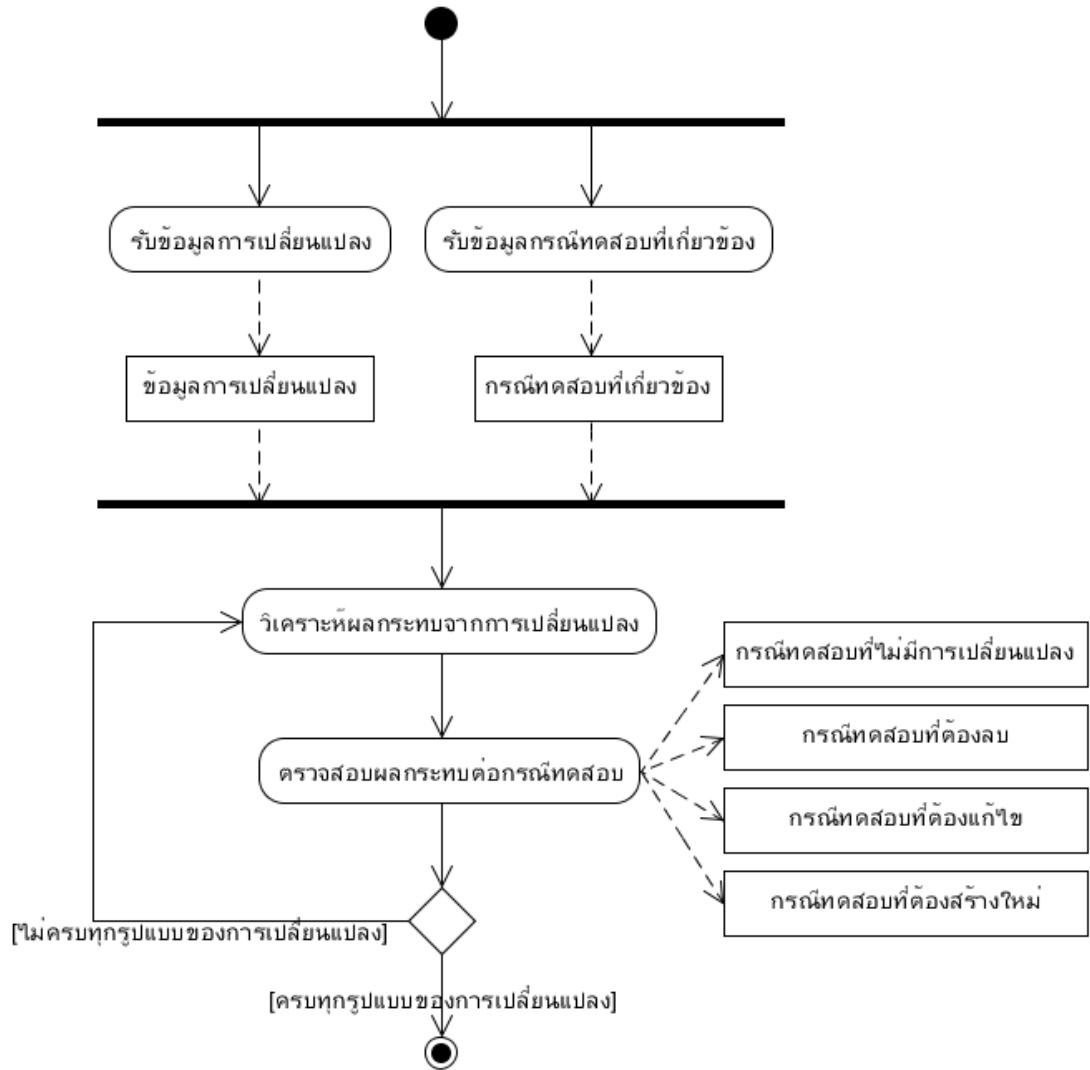 รับข้อมูลการเปลี่ยนแปลง
รับข้อมูลกรณีทดสอบที่เกี่ยวข้อง
ข้อมูลการเปลี่ยนแปลง
กรณีทดสอบที่เกี่ยวข้อง
วิเคราะห์ผลกระทบจากการเปลี่ยนแปลง
กรณีทดสอบที่ไม่มีการเปลี่ยนแปลง
กรณีทดสอบที่ต้องลบ
ตรวจสอบผลกระทบต่อกรณีทดสอบ
กรณีทดสอบที่ต้องแก้ไข
กรณีทดสอบที่ต้องสร้างใหม่
[ไม่ครบทุกรูปแบบของการเปลี่ยนแปลง]
[ครบทุกรูปแบบของการเปลี่ยนแปลง]